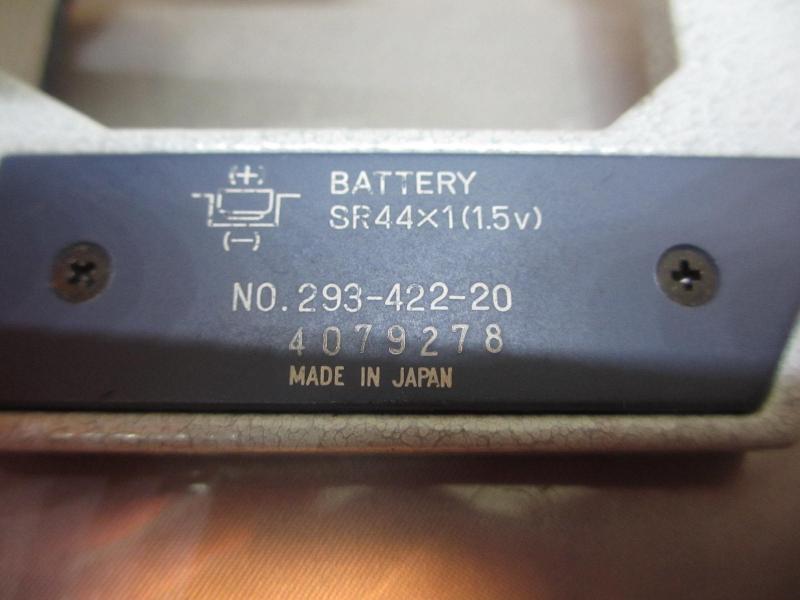 (+)
BATTERY
SR44×1(1.5v)
(−)
NO. 293-422-20
4079278
MADE IN JAPAN